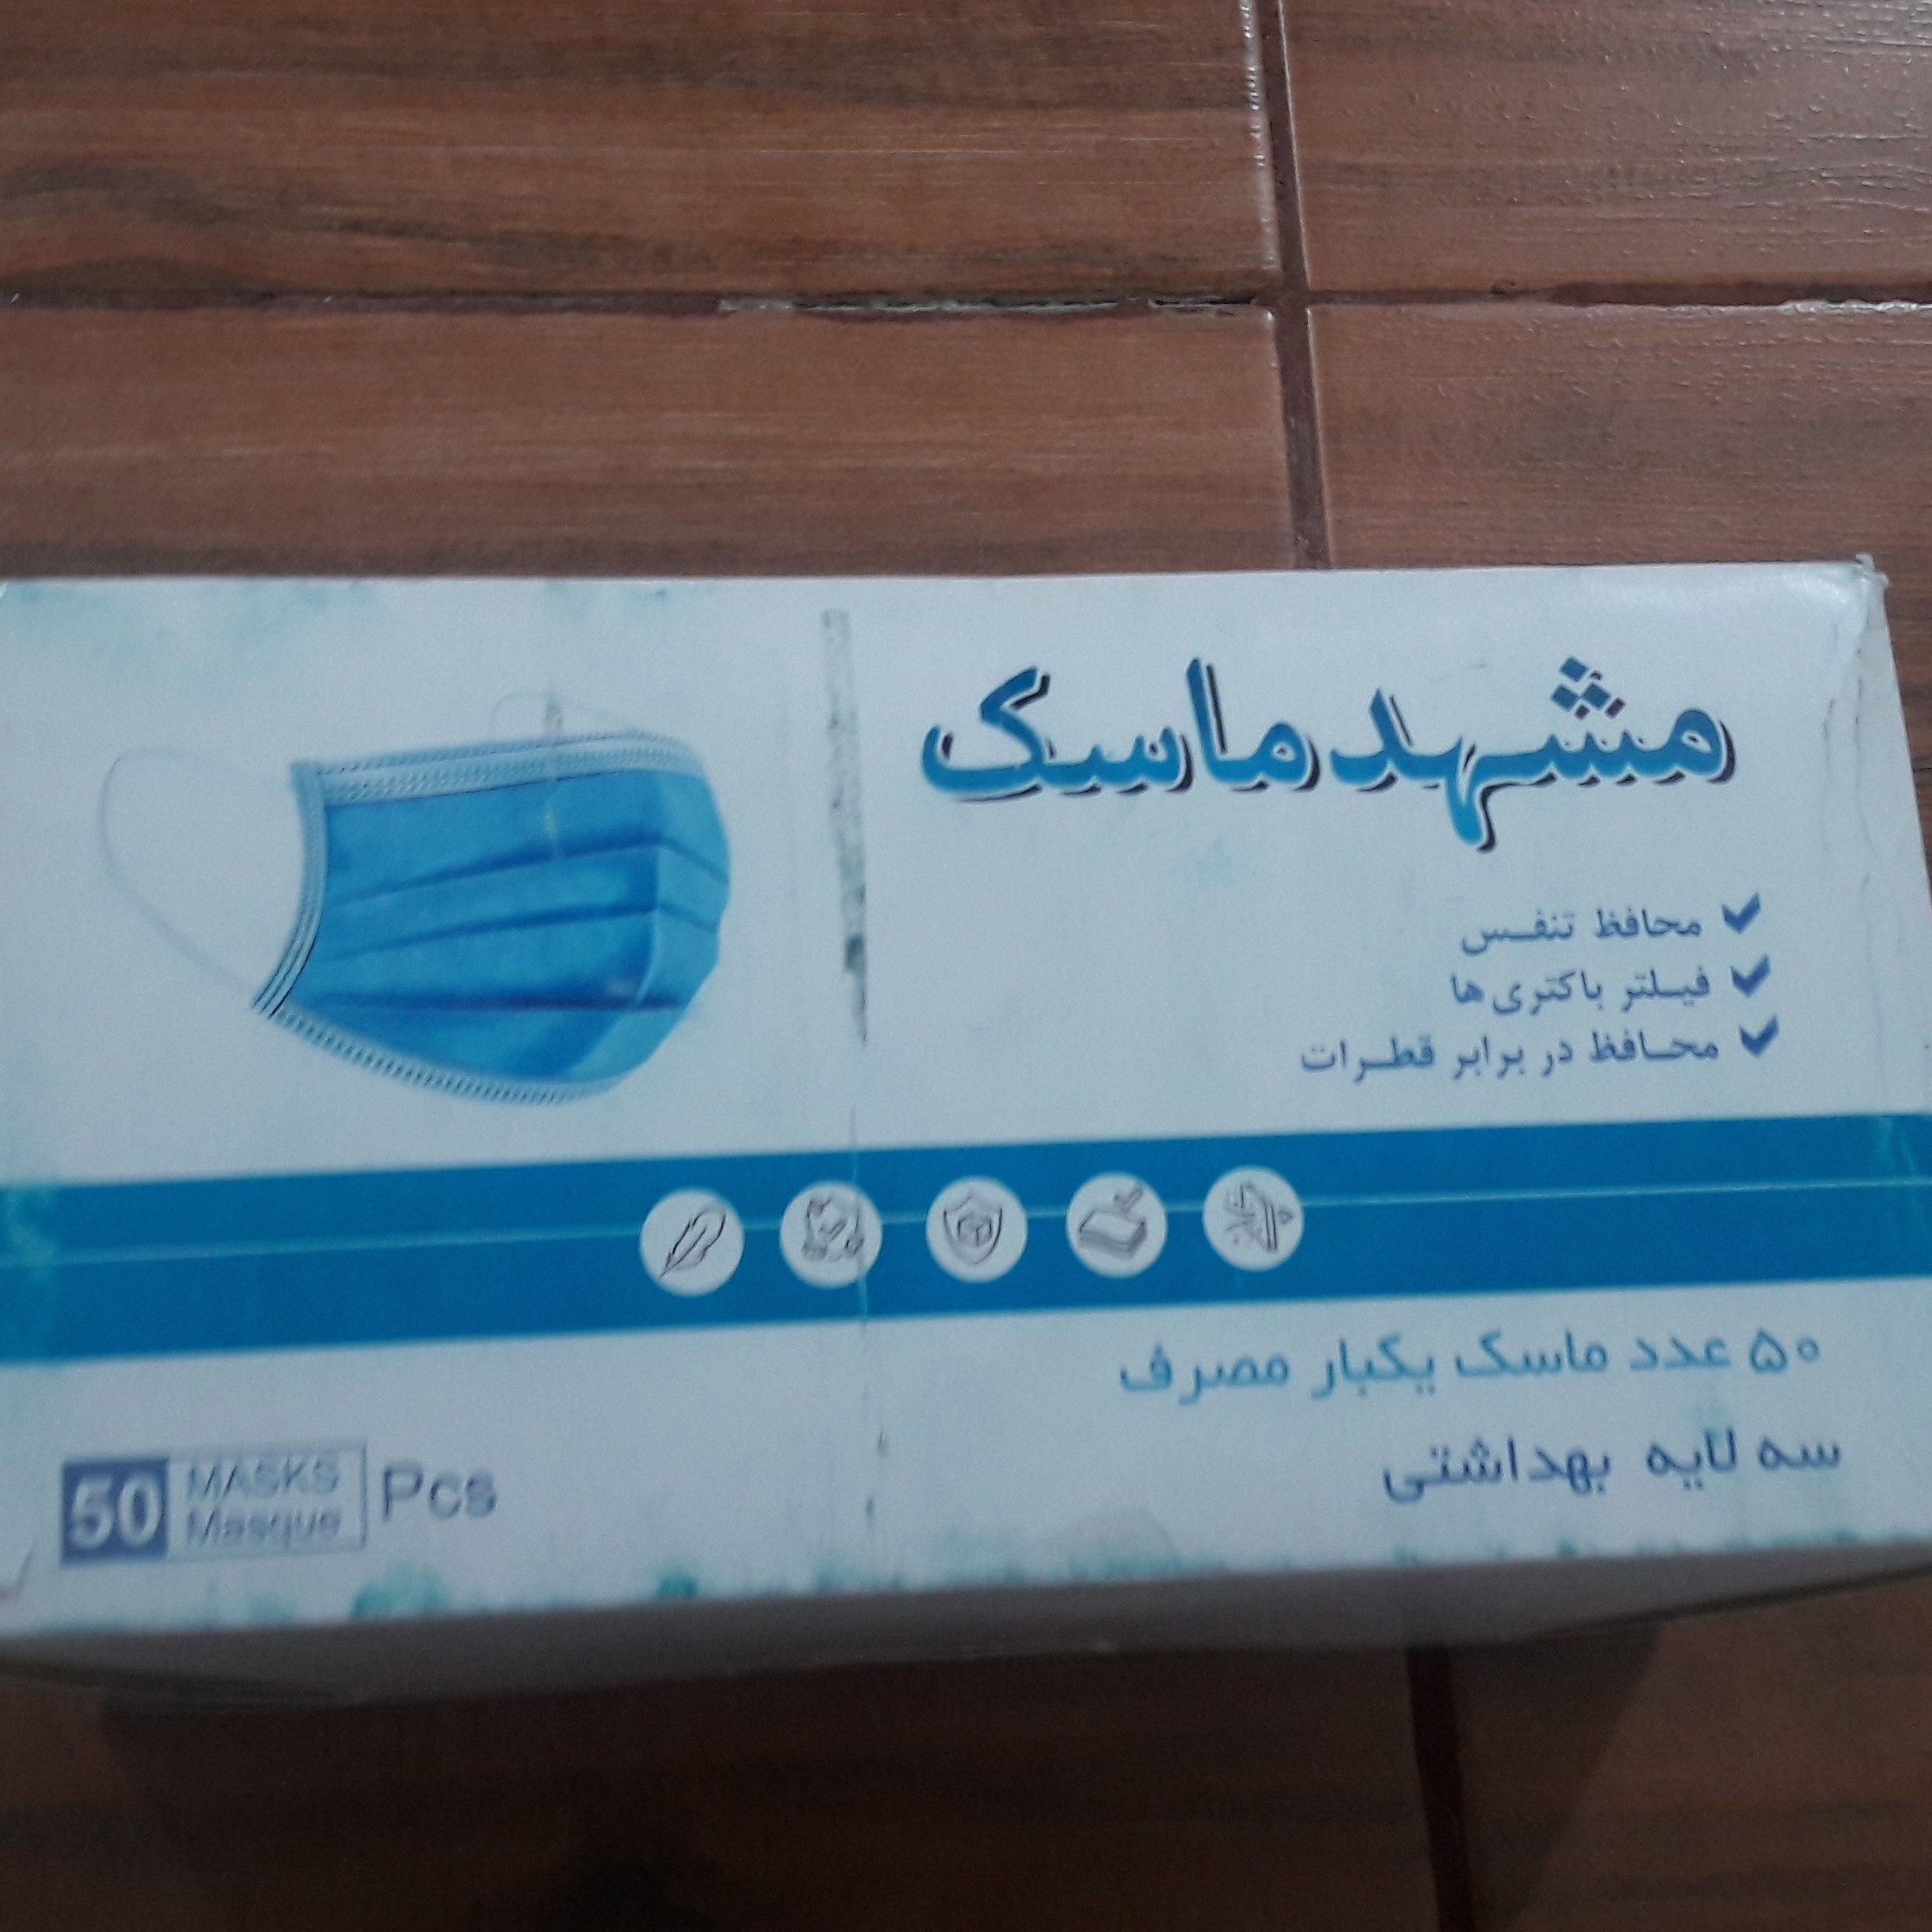 مشهد ماسک
محافظ تنفس
فیلتر باکتری ها
محافظ در برابر قطرات
۵۰ عدد ماسک یکبار مصرف
سه لایه بهداشتی
50 MASKS Pcs
Masque